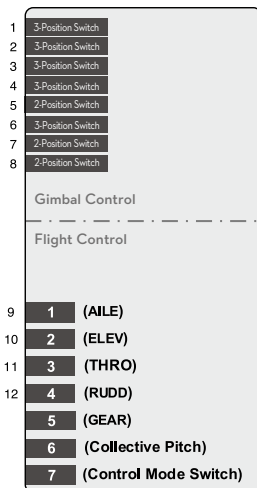 1 3-Position Switch
2 3-Position Switch
3 3-Position Switch
4 3-Position Switch
5 2-Position Switch
6 3-Position Switch
7 2-Position Switch
8 2-Position Switch
Gimbal Control
Flight Control
9 1 (AILE)
10 2 (ELEV)
11 3 (THRO)
12 4 (RUDD)
5 (GEAR)
6 (Collective Pitch)
7 (Control Mode Switch)